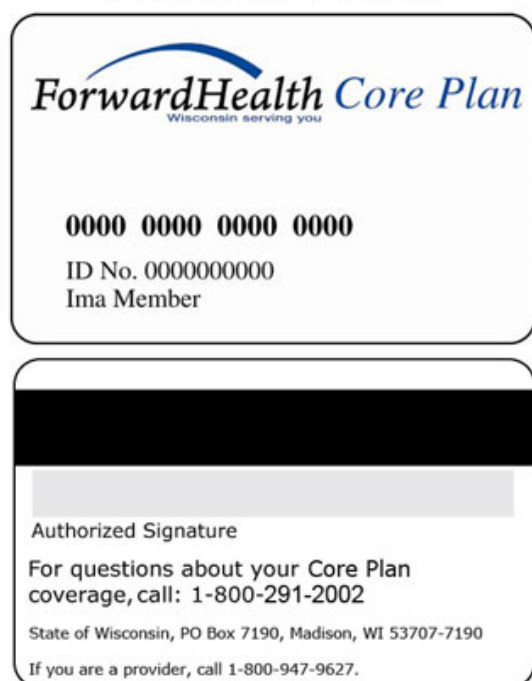 ForwardHealth Core Plan
Wisconsin serving you
0000 0000 0000 0000
ID No. 0000000000
Ima Member
Authorized Signature
For questions about your Core Plan
coverage, call: 1-800-291-2002
State of Wisconsin, PO Box 7190, Madison, WI 53707-7190
If you are a provider, call 1-800-947-9627.